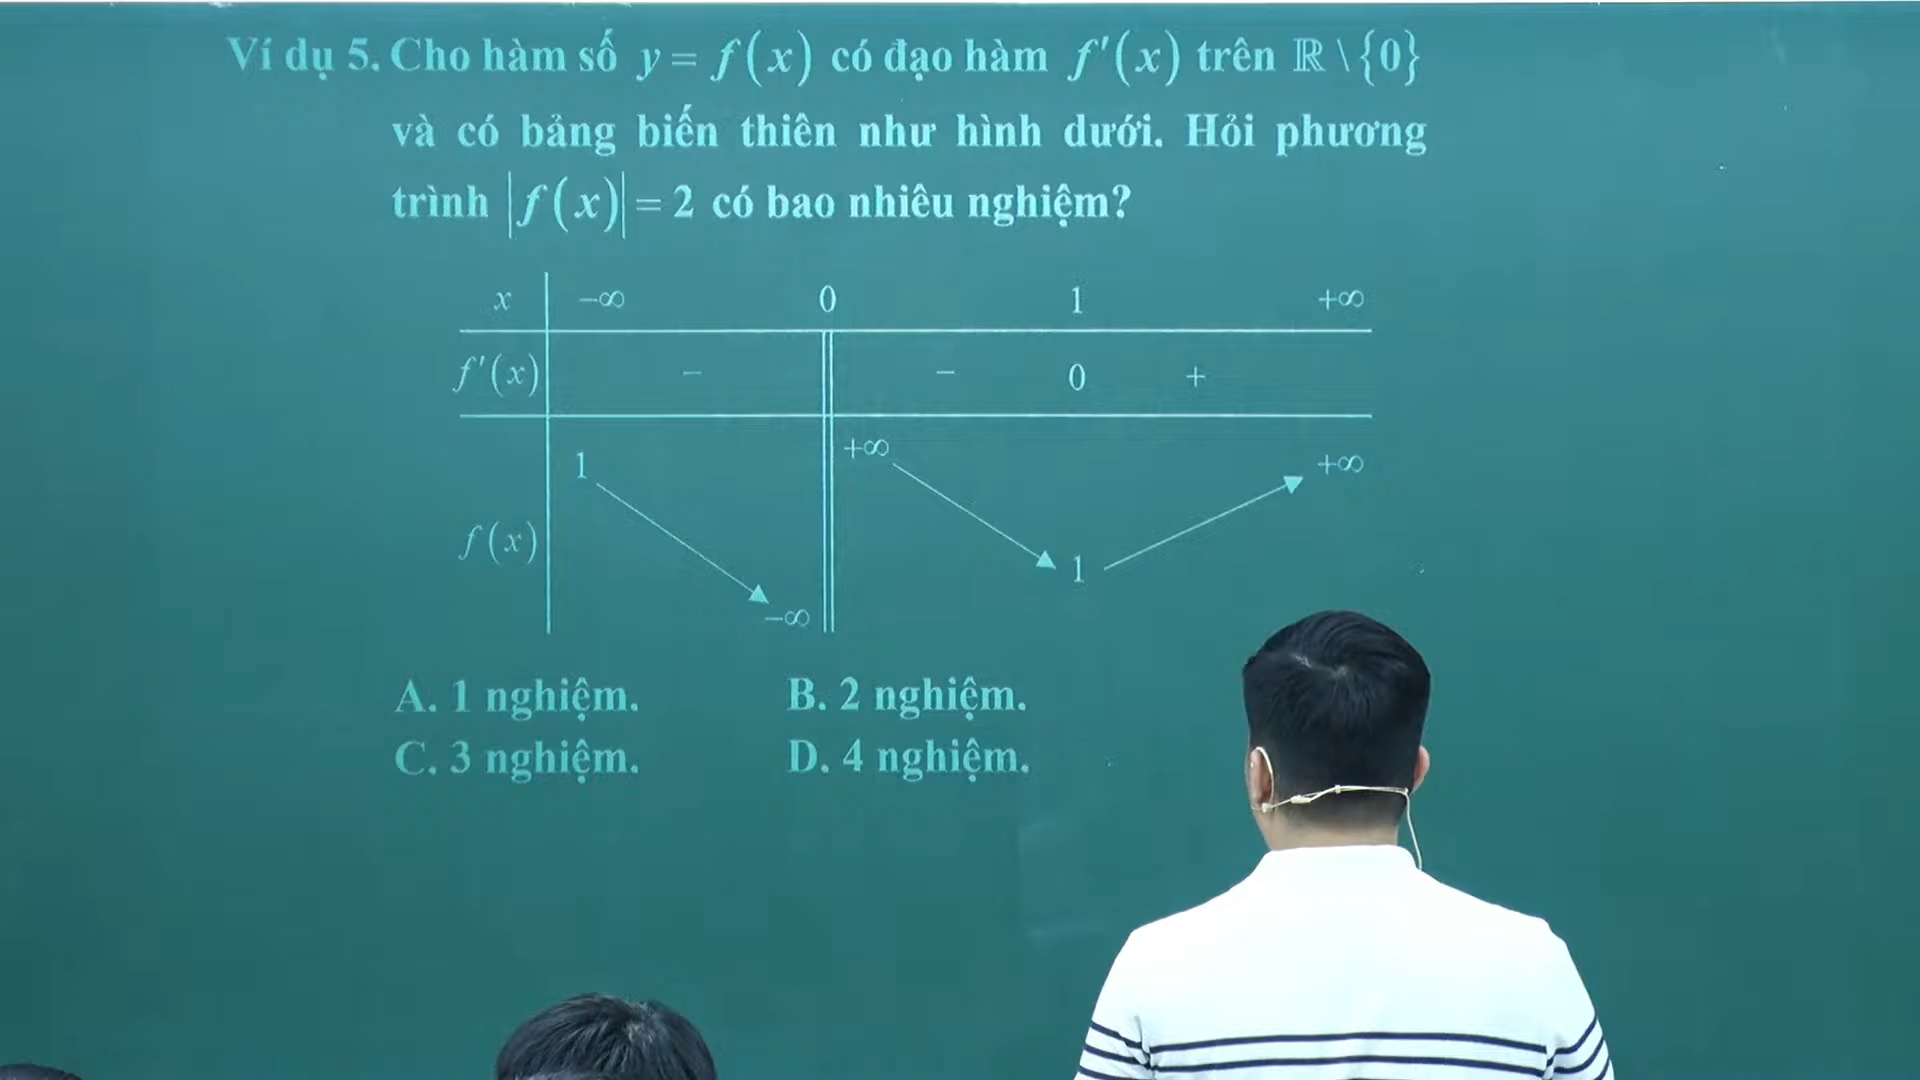 Ví dụ 5. Cho hàm số y = f(x) có đạo hàm f'(x) trên ℝ \ {0}
và có bảng biến thiên như hình dưới. Hỏi phương
trình |f(x)| = 2 có bao nhiêu nghiệm?
x −∞ 0 1 +∞
f'(x) − − 0 +
1 +∞ +∞
f(x) −∞ 1
A. 1 nghiệm. B. 2 nghiệm.
C. 3 nghiệm. D. 4 nghiệm.